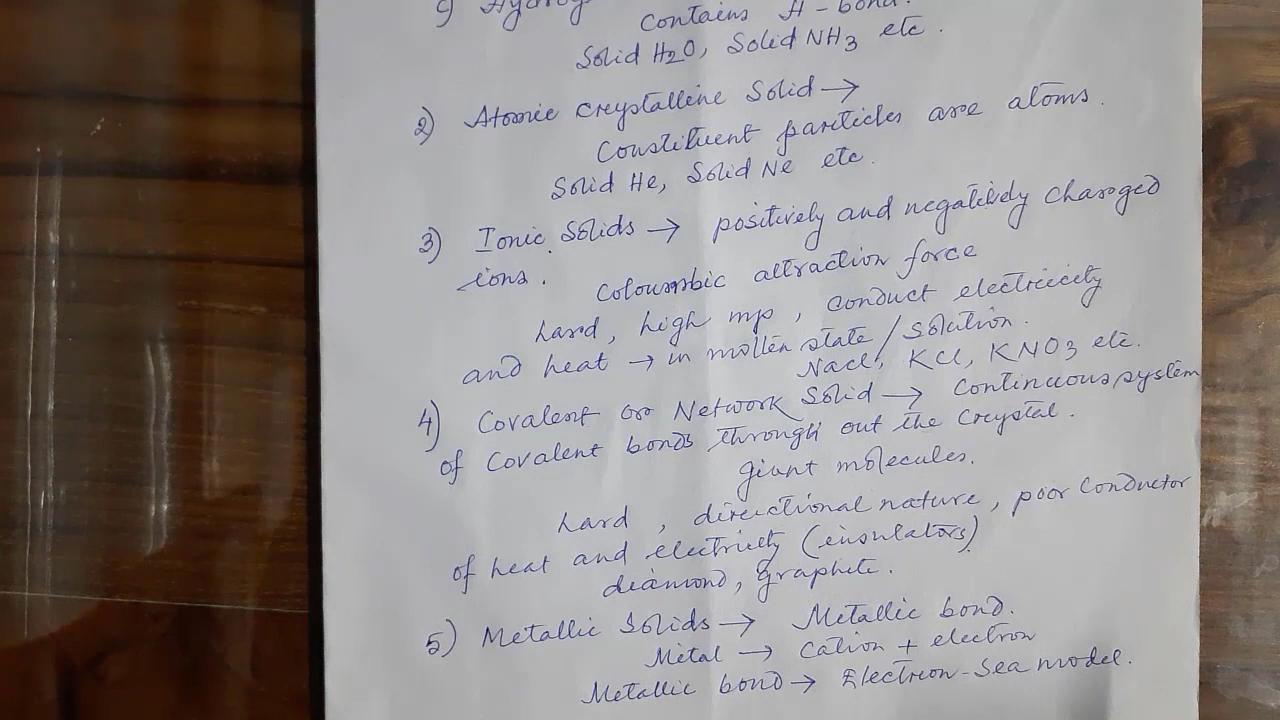 contains H-bond.
Solid H2O, Solid NH3 etc.
2) Atomic crystalline solid →
Constituent particles are atoms.
Solid He, Solid Ne etc.
3) Ionic Solids → positively and negatively charged
ions.
Coloumbic attraction force
hard, high mp, conduct electricity
and heat → in molten state / solution.
Nacl, KCl, KNO3 etc.
4) Covalent or Network Solid → Continuous system
of Covalent bonds through out the crystal.
giant molecules.
hard, directional nature, poor conductor
of heat and electricity (insulators)
diamond, graphite.
5) Metallic Solids → Metallic bond.
Metal → cation + electron
Metallic bond → Electron-Sea model.